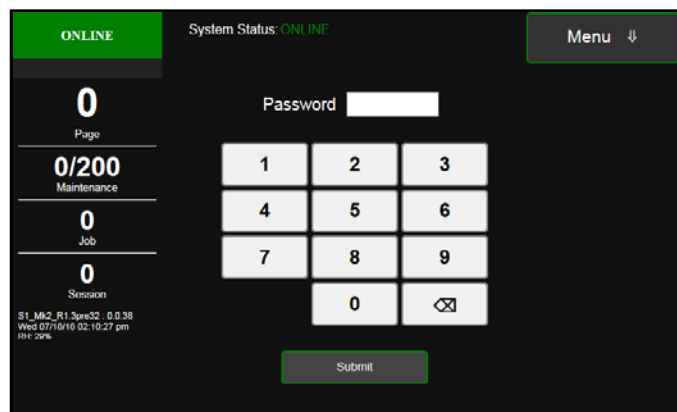 ONLINE
System Status: ONLINE
Menu ⇓
0
Page
0/200
Maintenance
0
Job
0
Session
S1_Mk2_R1.3pre32 : 0.0.38
Wed 07/18/18 02:10:27 pm
RH: 29%
Password
1 2 3
4 5 6
7 8 9
0 ⌫
Submit